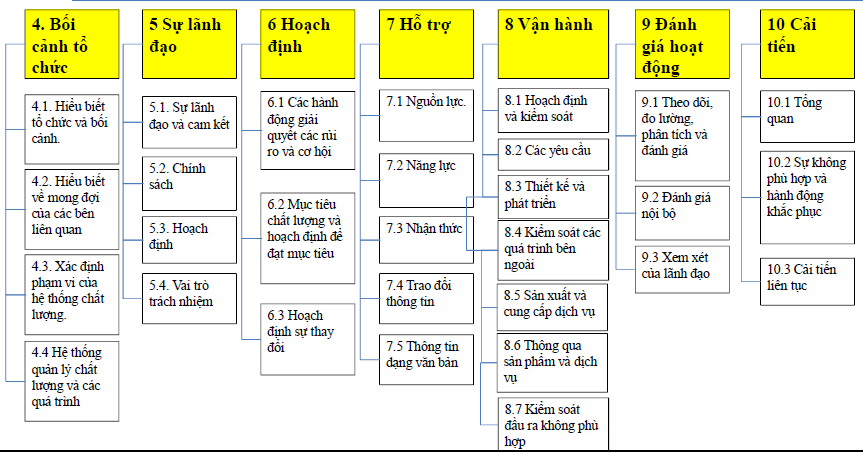 4. Bối
cảnh tổ
chức
4.1. Hiểu biết
tổ chức và bối
cảnh.
4.2. Hiểu biết
về mong đợi
của các bên
liên quan
4.3. Xác định
phạm vi của
hệ thống chất
lượng.
4.4 Hệ thống
quản lý chất
lượng và các
quá trình
5 Sự lãnh
đạo
5.1. Sự lãnh
đạo và cam kết
5.2. Chính
sách
5.3. Hoạch
định
5.4. Vai trò
trách nhiệm
6 Hoạch
định
6.1 Các hành
động giải
quyết các rủi
ro và cơ hội
6.2 Mục tiêu
chất lượng và
hoạch định để
đạt mục tiêu
6.3 Hoạch
định sự thay
đổi
7 Hỗ trợ
7.1 Nguồn lực.
7.2 Năng lực
7.3 Nhận thức
7.4 Trao đổi
thông tin
7.5 Thông tin
dạng văn bản
8 Vận hành
8.1 Hoạch định
và kiểm soát
8.2 Các yêu cầu
8.3 Thiết kế và
phát triển
8.4 Kiểm soát các
quá trình bên
ngoài
8.5 Sản xuất và
cung cấp dịch vụ
8.6 Thông qua
sản phẩm và dịch
vụ
8.7 Kiểm soát
đầu ra không phù
hợp
9 Đánh
giá hoạt
động
9.1 Theo dõi,
đo lường,
phân tích và
đánh giá
9.2 Đánh giá
nội bộ
9.3 Xem xét
của lãnh đạo
10 Cải
tiến
10.1 Tổng
quan
10.2 Sự không
phù hợp và
hành động
khắc phục
10.3 Cải tiến
liên tục